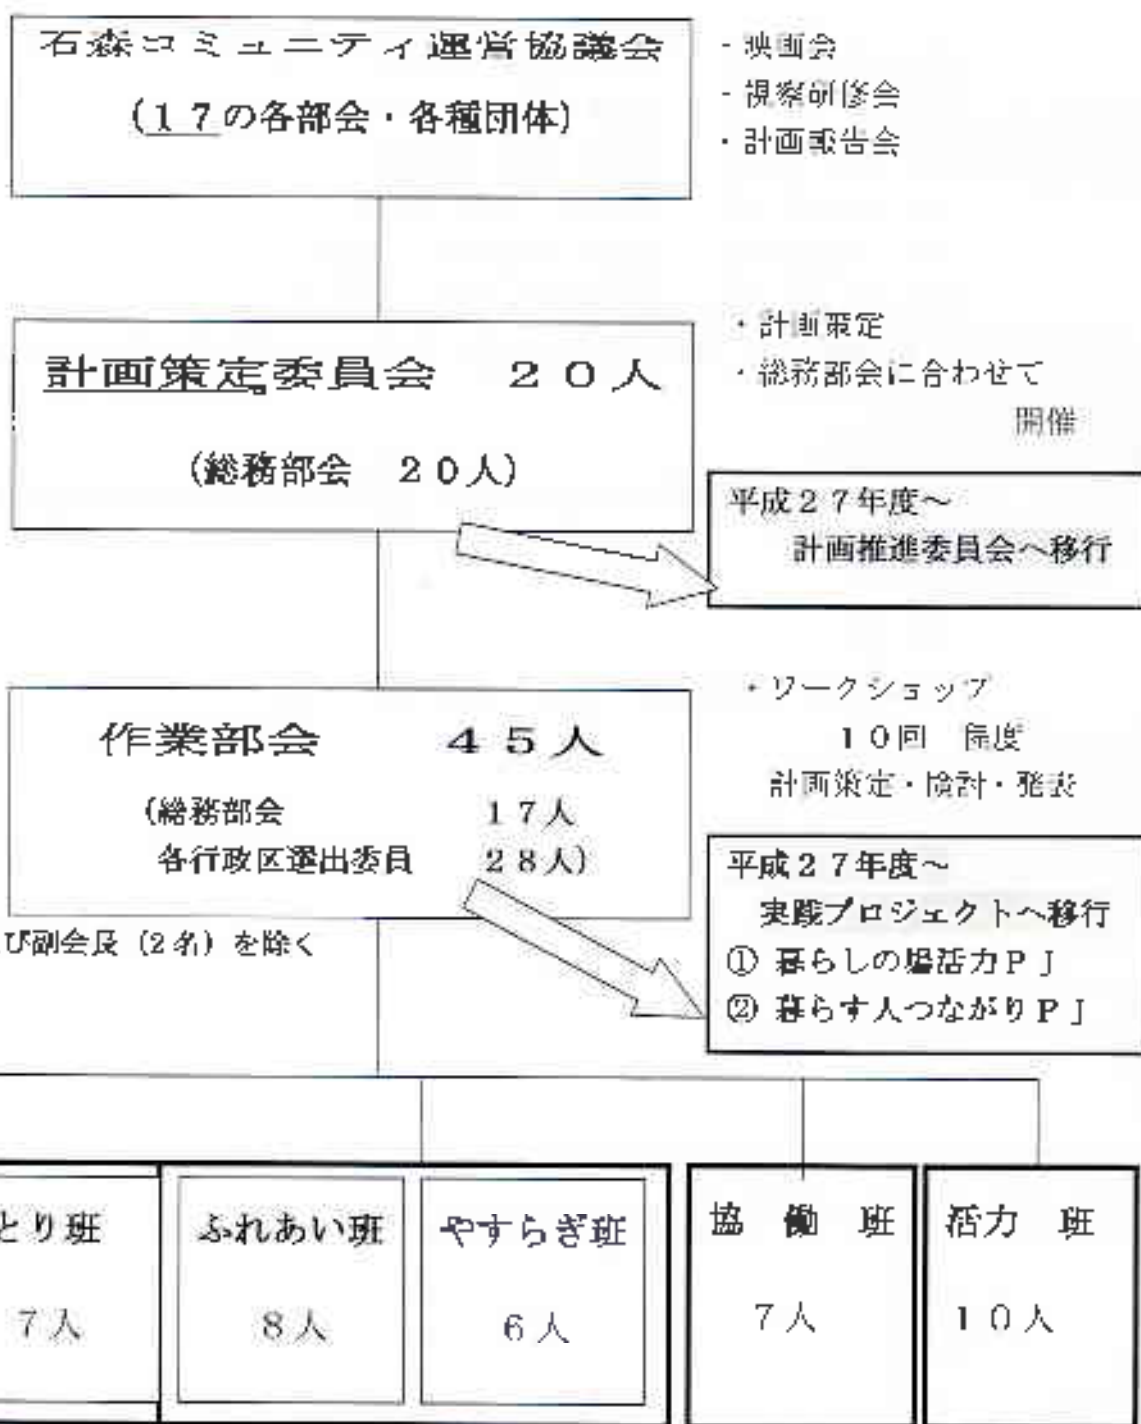 石森コミュニティ運営協議会
(17の各部会・各種団体)
・映画会
・視察研修会
・計画報告会
計画策定委員会 20人
(総務部会 20人)
・計画策定
・総務部会に合わせて
開催
平成27年度～
計画推進委員会へ移行
作業部会 45人
(総務部会 17人
各行政区選出委員 28人)
び副会長(2名)を除く
・ワークショップ
10回 程度
計画策定・検討・発表
平成27年度～
実践プロジェクトへ移行
① 暮らしの場活力PJ
② 暮らす人つながりPJ
とり班
7人
ふれあい班
8人
やすらぎ班
6人
協働班
7人
活力班
10人